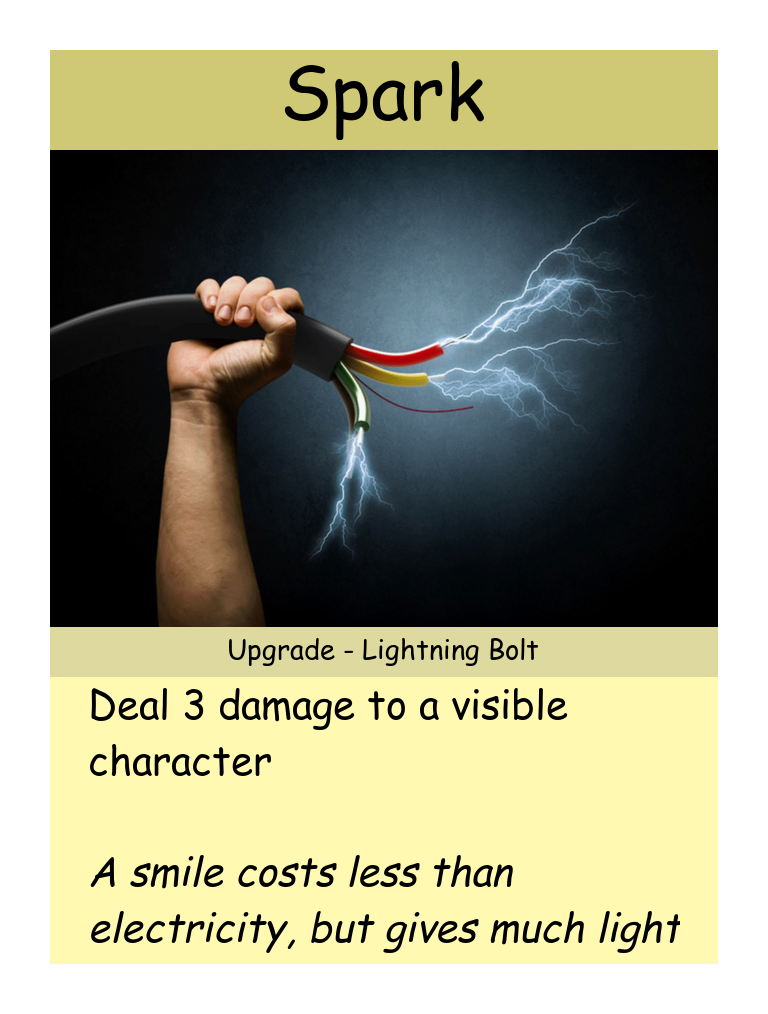 Spark
Upgrade - Lightning Bolt
Deal 3 damage to a visible
character
A smile costs less than
electricity, but gives much light